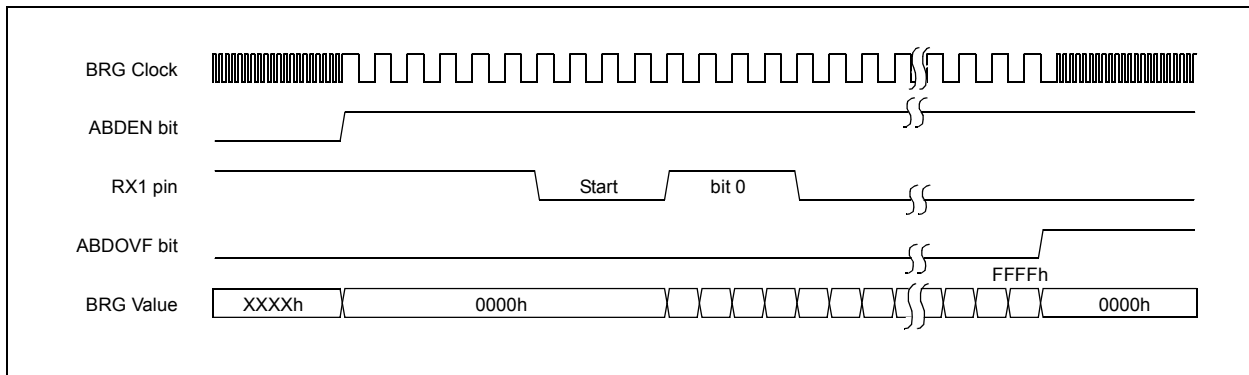 BRG Clock
ABDEN bit
RX1 pin
Start
bit 0
ABDOVF bit
FFFFh
BRG Value
XXXXh
0000h
0000h